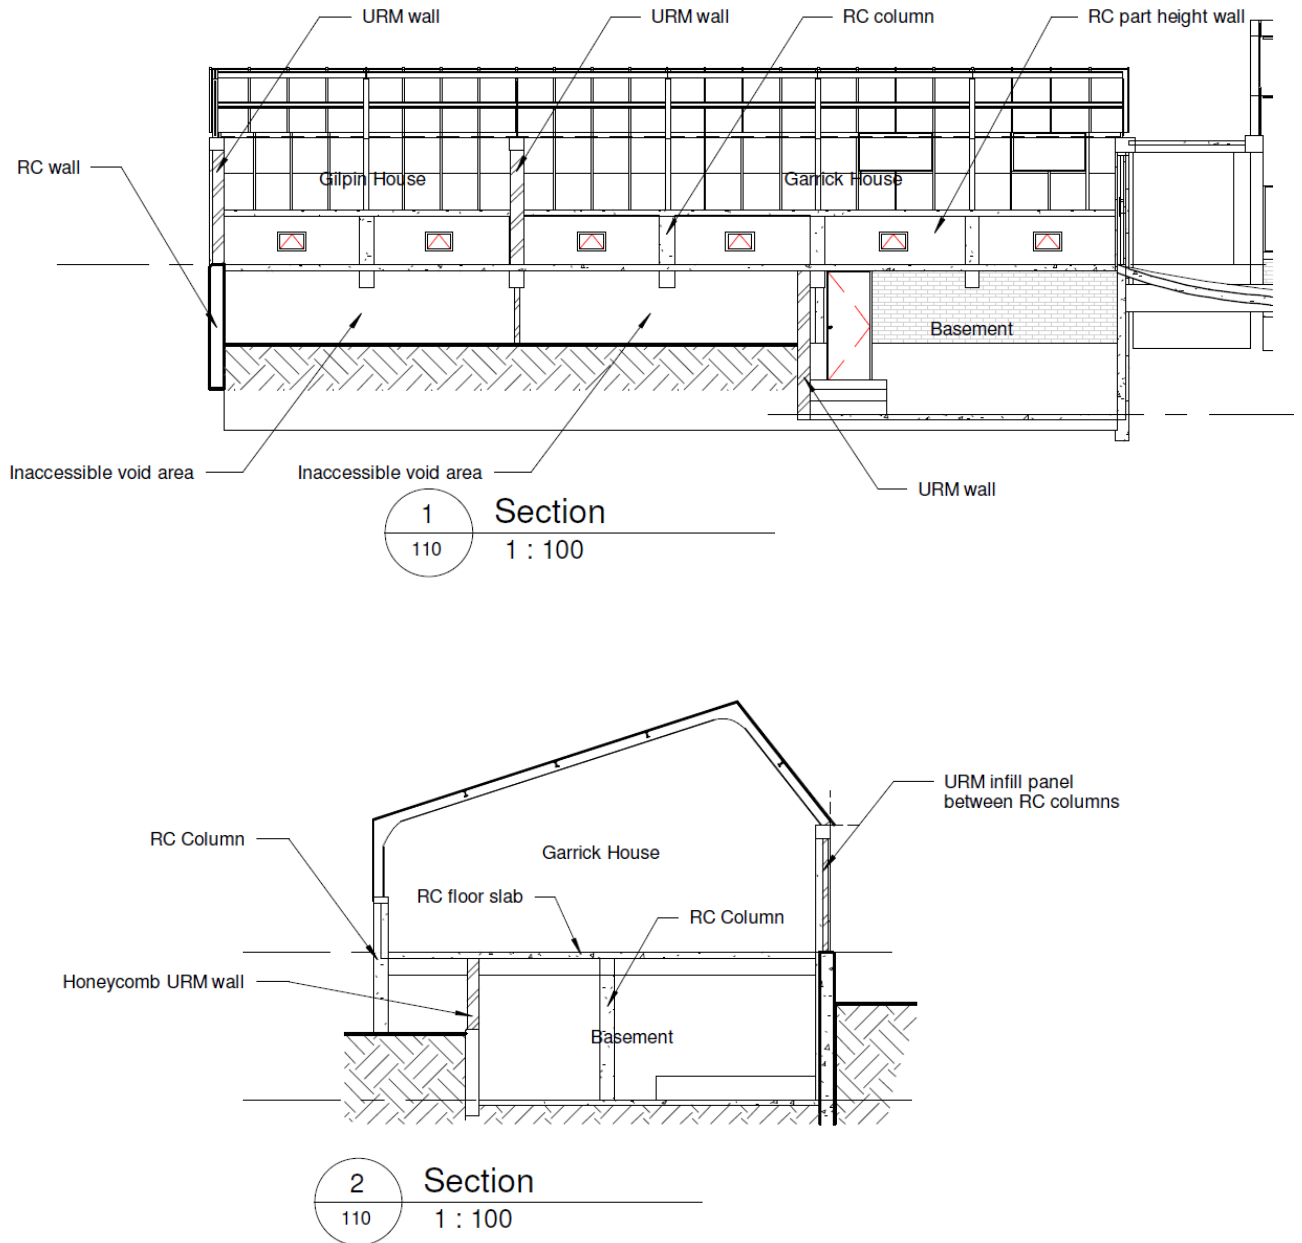 URM wall
URM wall
RC column
RC part height wall
RC wall
Gilpin House
Garrick House
Basement
Inaccessible void area
Inaccessible void area
URM wall
1
110
Section
1 : 100
URM infill panel
between RC columns
RC Column
Garrick House
RC floor slab
RC Column
Honeycomb URM wall
Basement
2
110
Section
1 : 100